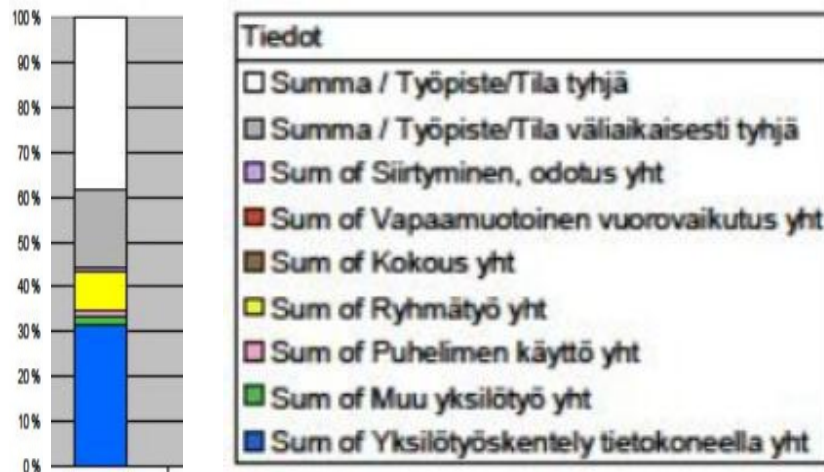 100 %
90 %
80 %
70 %
60 %
50 %
40 %
30 %
20 %
10 %
0 %
Tiedot
Summa / Työpiste/Tila tyhjä
Summa / Työpiste/Tila väliaikaisesti tyhjä
Sum of Siirtyminen, odotus yht
Sum of Vapaamuotoinen vuorovaikutus yht
Sum of Kokous yht
Sum of Ryhmätyö yht
Sum of Puhelimen käyttö yht
Sum of Muu yksilötyö yht
Sum of Yksilötyöskentely tietokoneella yht